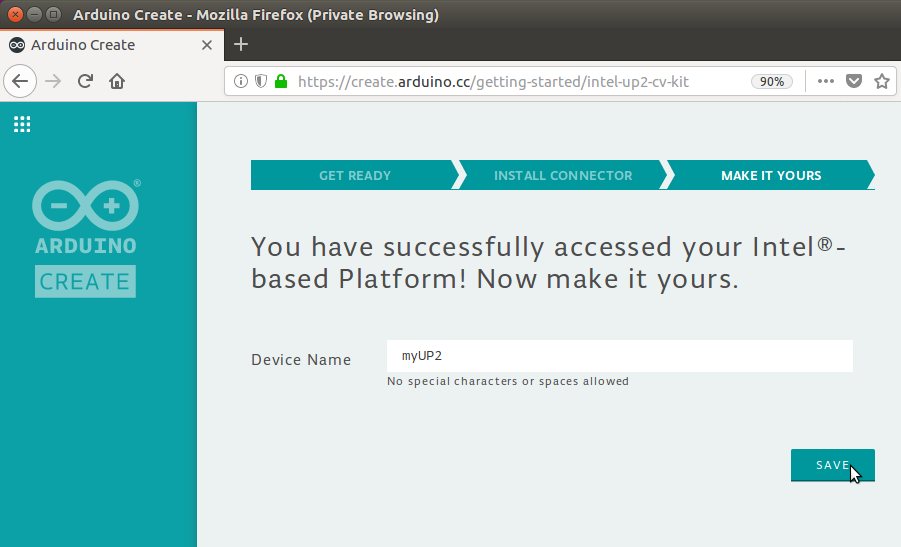 Arduino Create - Mozilla Firefox (Private Browsing)
Arduino Create
https://create.arduino.cc/getting-started/intel-up2-cv-kit
90%
ARDUINO
CREATE
GET READY
INSTALL CONNECTOR
MAKE IT YOURS
You have successfully accessed your Intel®-
based Platform! Now make it yours.
Device Name
myUP2
No special characters or spaces allowed
SAVE